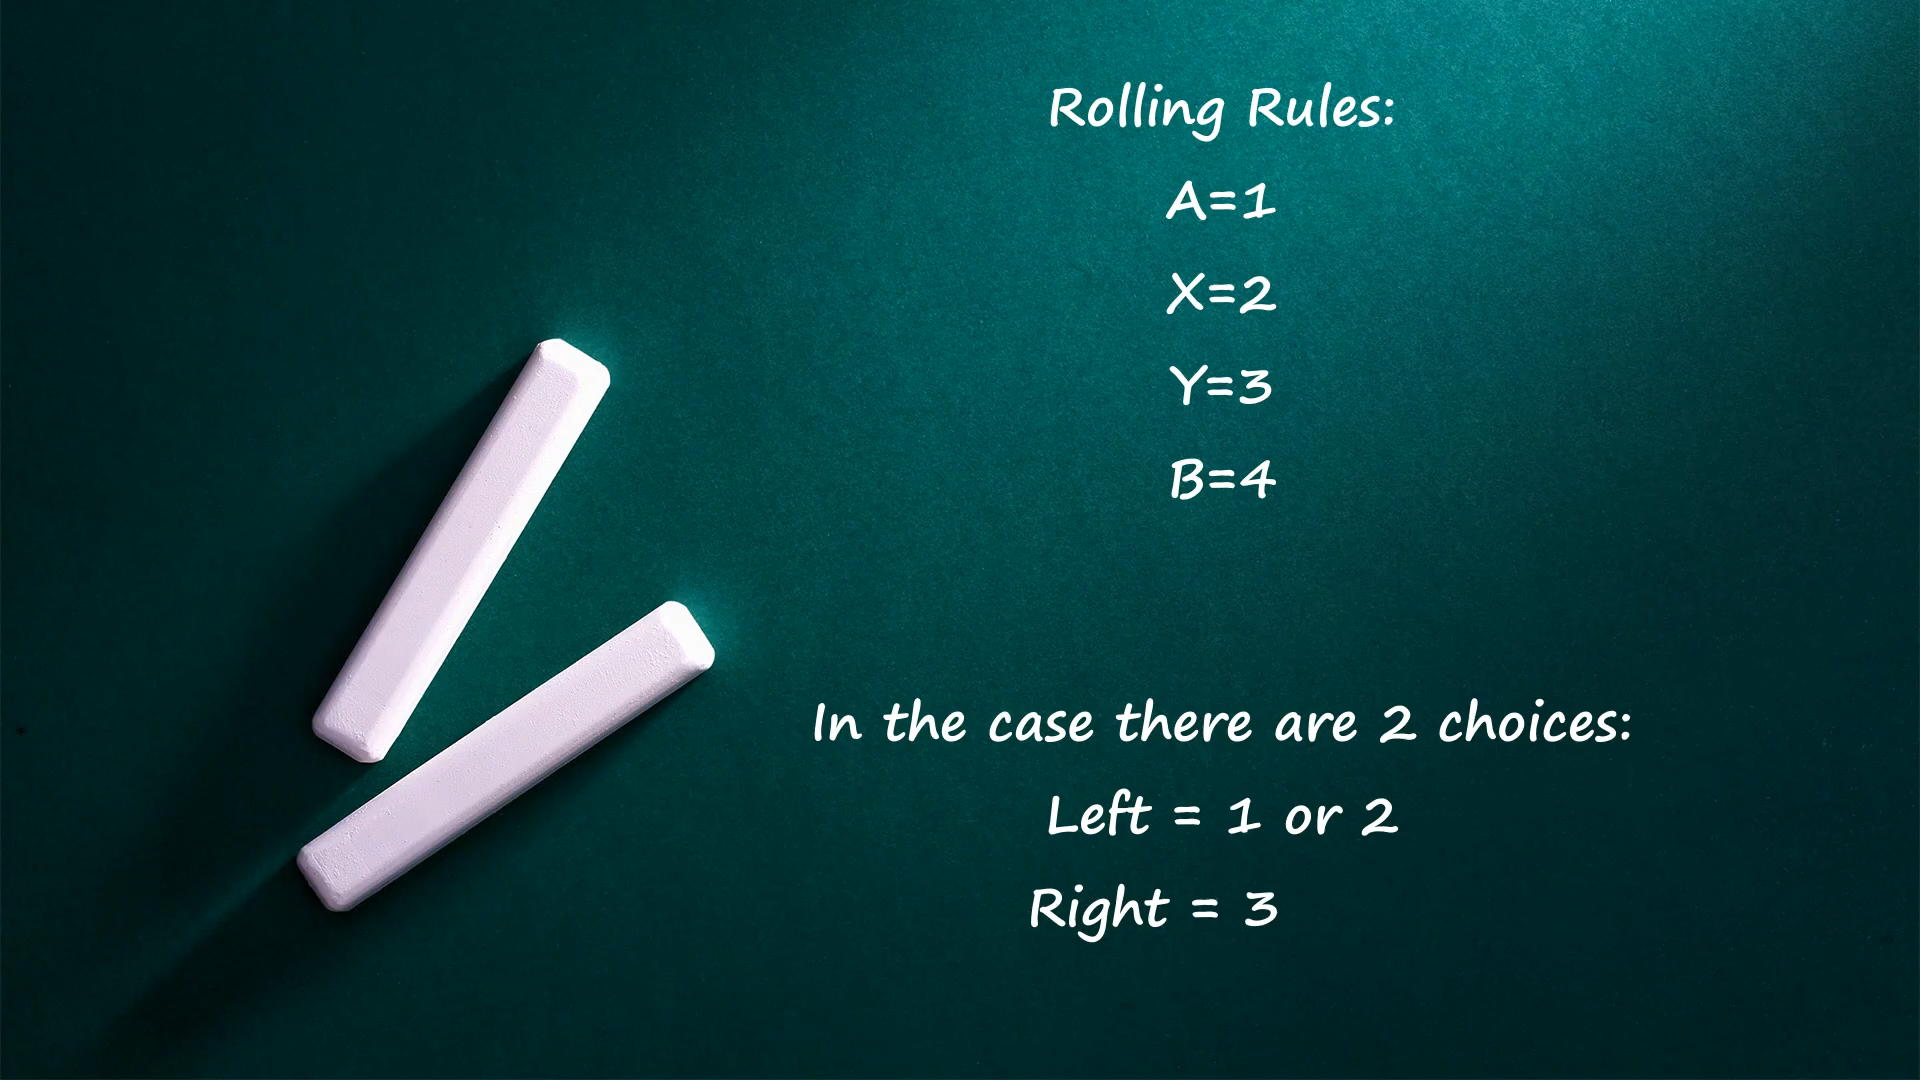 Rolling Rules:
A=1
X=2
Y=3
B=4
In the case there are 2 choices:
Left = 1 or 2
Right = 3